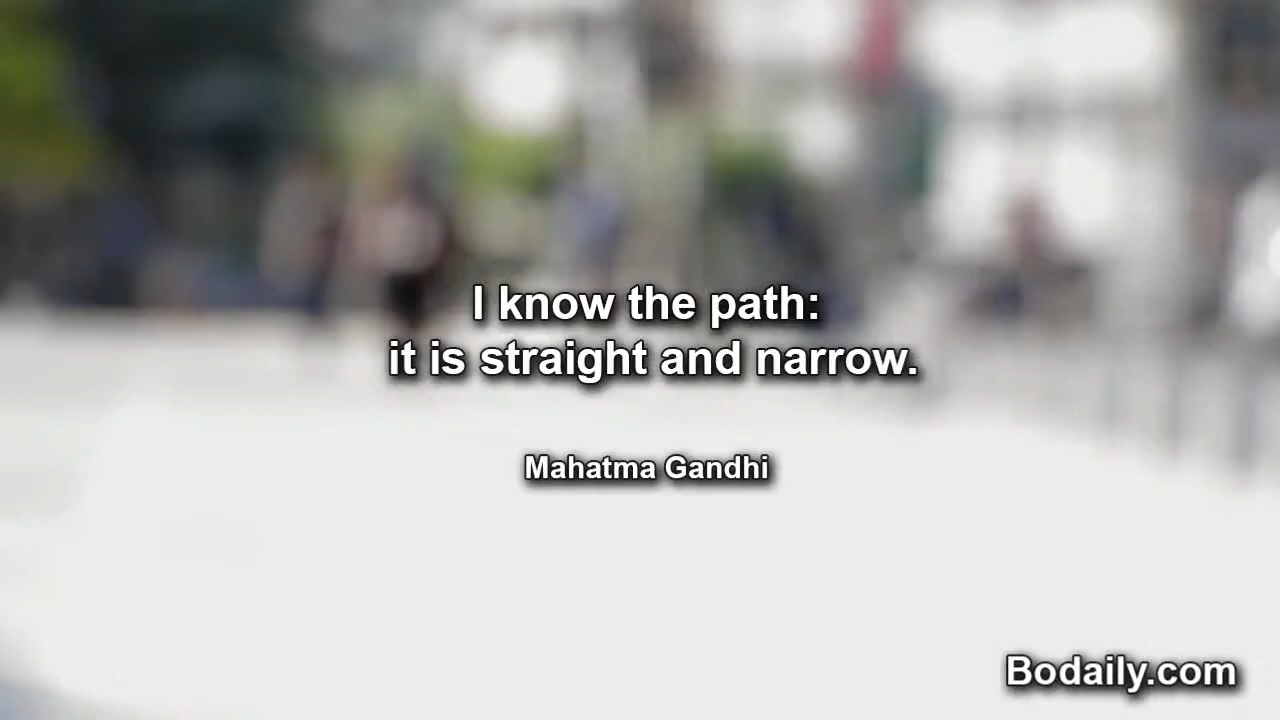 I know the path:
it is straight and narrow.
Mahatma Gandhi
Bodaily.com